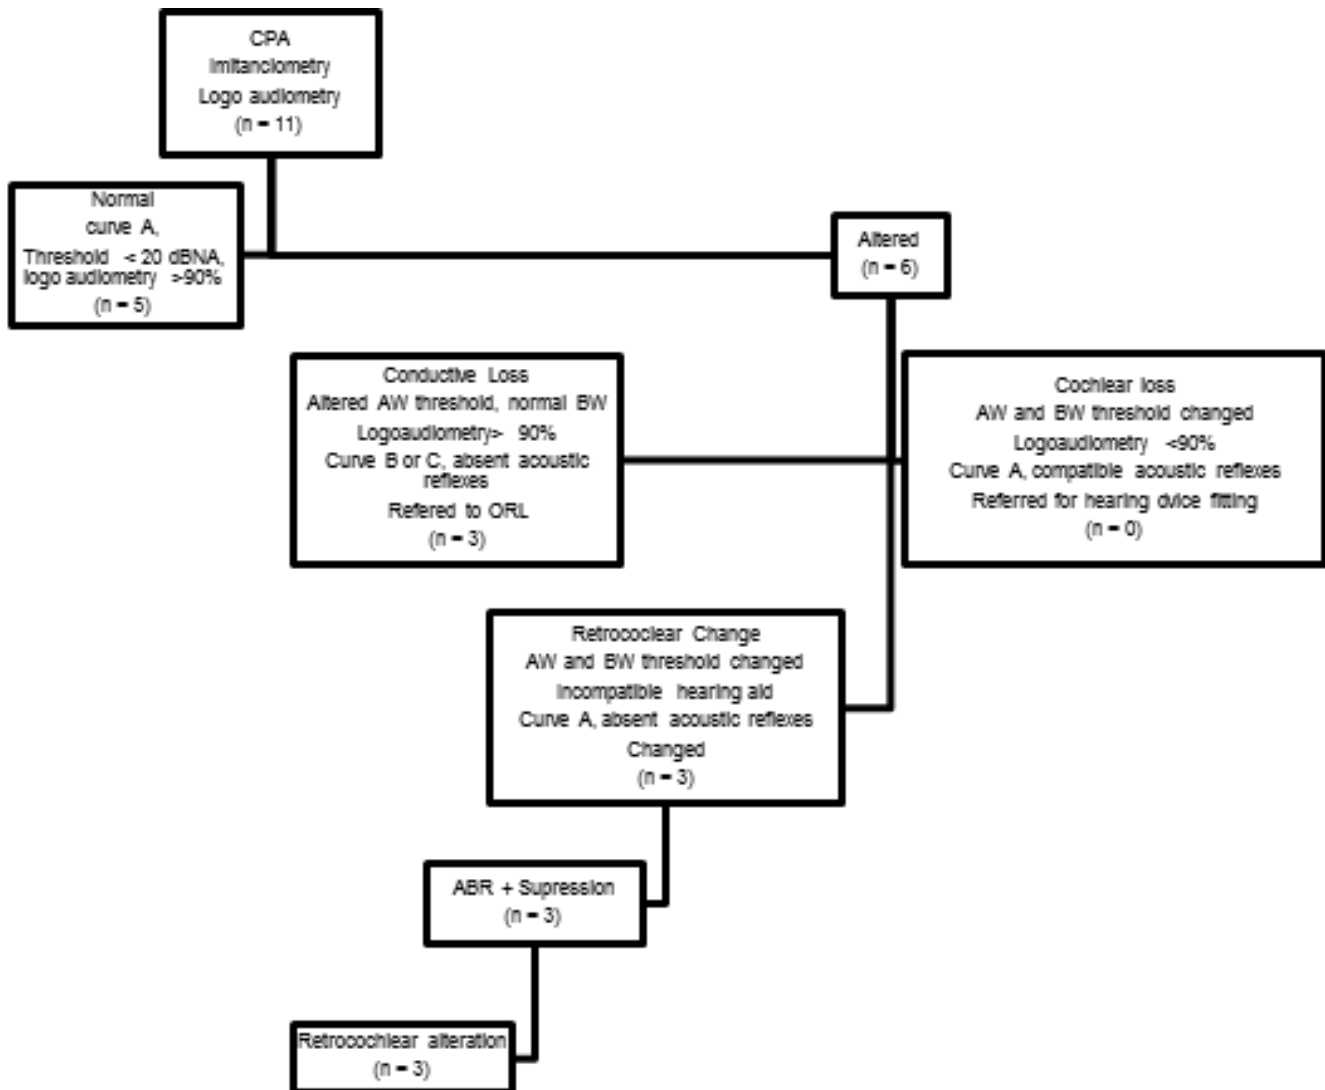 CPA
Imitanciometry
Logo audiometry
(n = 11)
Normal
curve A,
Threshold < 20 dBNA,
logo audiometry >90%
(n = 5)
Altered
(n = 6)
Conductive Loss
Altered AW threshold, normal BW
Logoaudiometry> 90%
Curve B or C, absent acoustic
reflexes
Refered to ORL
(n = 3)
Cochlear loss
AW and BW threshold changed
Logoaudiometry <90%
Curve A, compatible acoustic reflexes
Referred for hearing dvice fitting
(n = 0)
Retrococlear Change
AW and BW threshold changed
Incompatible hearing aid
Curve A, absent acoustic reflexes
Changed
(n = 3)
ABR + Supression
(n = 3)
Retrocochlear alteration
(n = 3)